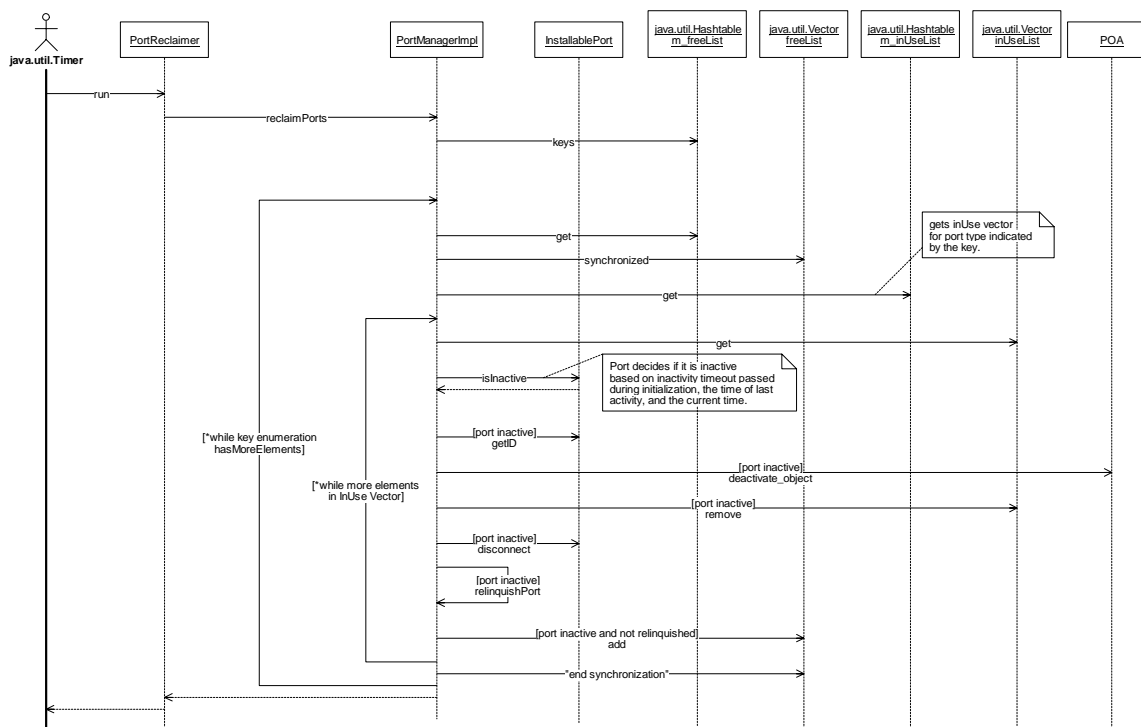 java.util.Timer
PortReclaimer
PortManagerImpl
InstallablePort
java.util.Hashtable
m_freeList
java.util.Vector
freeList
java.util.Hashtable
m_inUseList
java.util.Vector
inUseList
POA
run
reclaimPorts
keys
get
synchronized
gets inUse vector
for port type indicated
by the key.
get
get
isInactive
Port decides if it is inactive
based on inactivity timeout passed
during initialization, the time of last
activity, and the current time.
[*while key enumeration
hasMoreElements]
[port inactive]
getID
[port inactive]
deactivate_object
[*while more elements
in InUse Vector]
[port inactive]
remove
[port inactive]
disconnect
[port inactive]
relinquishPort
[port inactive and not relinquished]
add
"end synchronization"